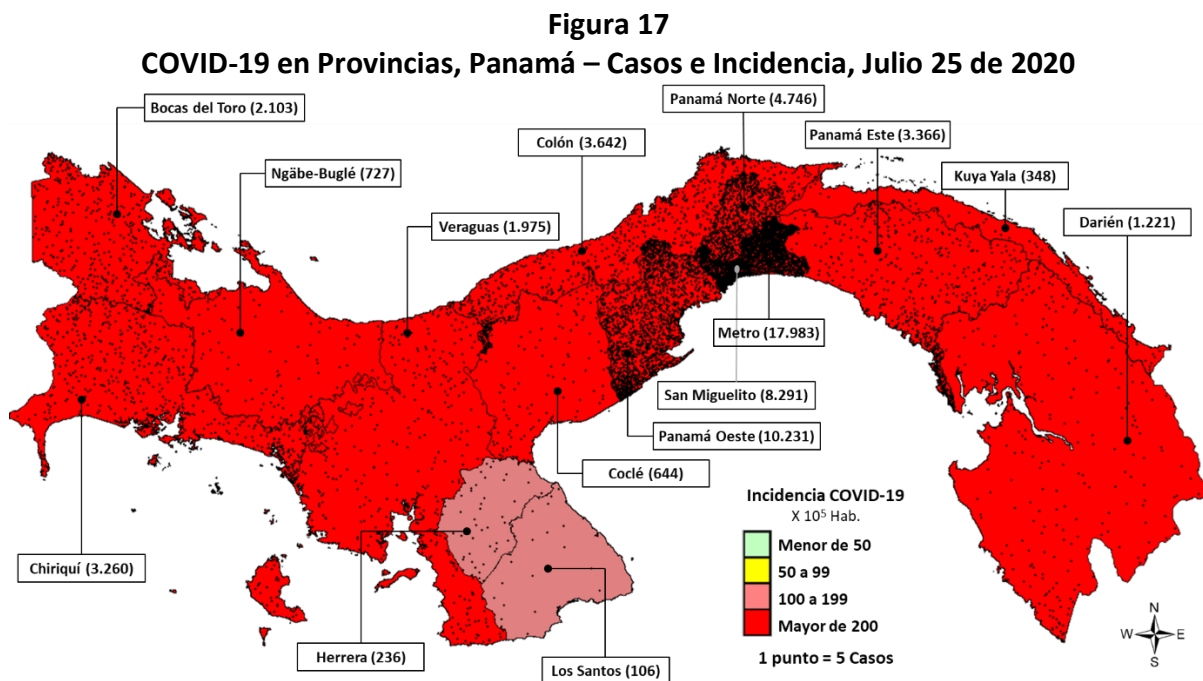 Figura 17
COVID-19 en Provincias, Panamá – Casos e Incidencia, Julio 25 de 2020
Bocas del Toro (2.103)
Panamá Norte (4.746)
Colón (3.642)
Panamá Este (3.366)
Ngäbe-Buglé (727)
Kuya Yala (348)
Veraguas (1.975)
Darién (1.221)
Metro (17.983)
San Miguelito (8.291)
Panamá Oeste (10.231)
Coclé (644)
Chiriquí (3.260)
Herrera (236)
Los Santos (106)
Incidencia COVID-19
X 10⁵ Hab.
Menor de 50
50 a 99
100 a 199
Mayor de 200
1 punto = 5 Casos
N
W E
S